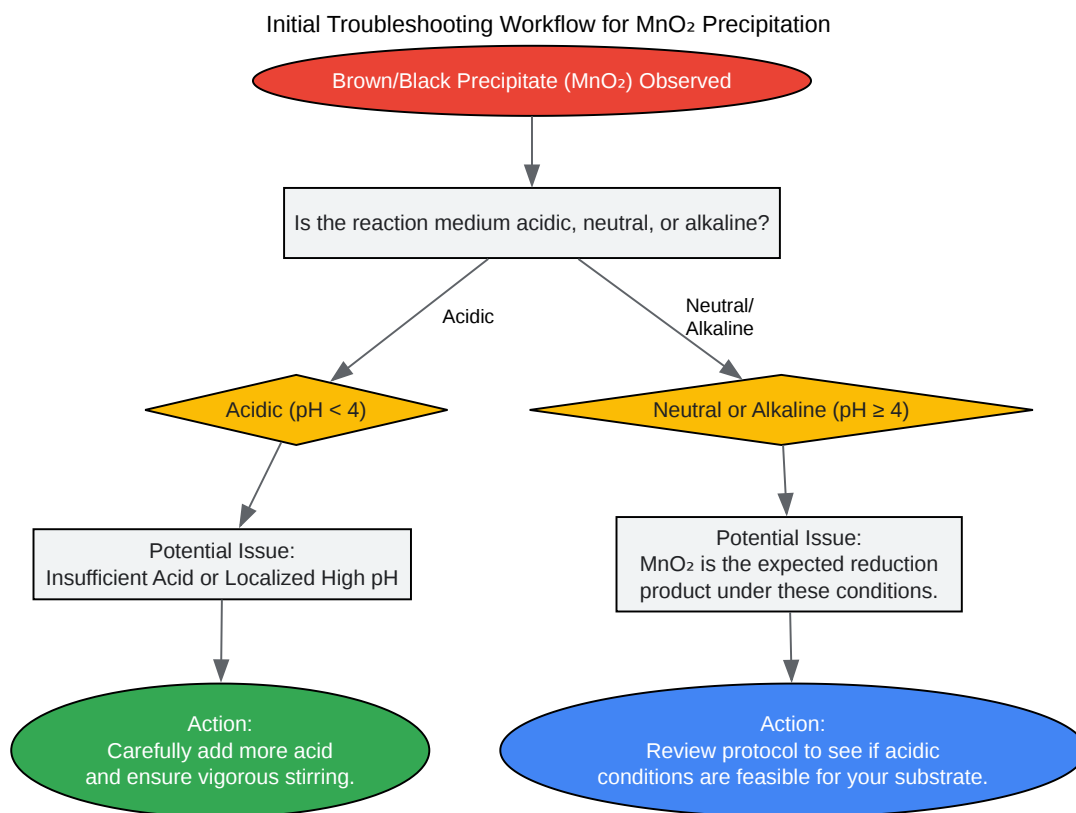 Initial Troubleshooting Workflow for MnO₂ Precipitation
Brown/Black Precipitate (MnO₂) Observed
Is the reaction medium acidic, neutral, or alkaline?
Acidic
Neutral/
Alkaline
Acidic (pH < 4)
Neutral or Alkaline (pH ≥ 4)
Potential Issue:
Insufficient Acid or Localized High pH
Potential Issue:
MnO₂ is the expected reduction
product under these conditions.
Action:
Carefully add more acid
and ensure vigorous stirring.
Action:
Review protocol to see if acidic
conditions are feasible for your substrate.